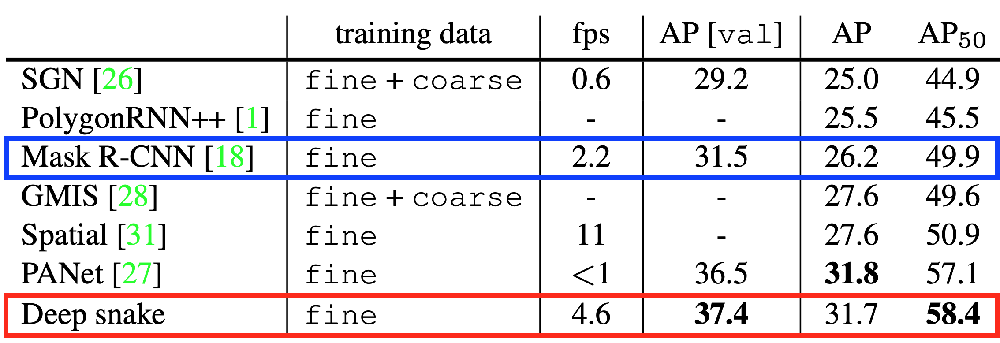 training data fps AP [val] AP AP50
SGN [26] fine + coarse 0.6 29.2 25.0 44.9
PolygonRNN++ [1] fine - - 25.5 45.5
Mask R-CNN [18] fine 2.2 31.5 26.2 49.9
GMIS [28] fine + coarse - - 27.6 49.6
Spatial [31] fine 11 - 27.6 50.9
PANet [27] fine <1 36.5 31.8 57.1
Deep snake fine 4.6 37.4 31.7 58.4